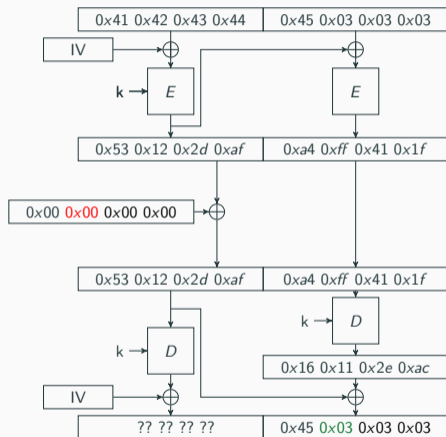 0x41 0x42 0x43 0x44 0x45 0x03 0x03 0x03
IV
k E E
0x53 0x12 0x2d 0xaf 0xa4 0xff 0x41 0x1f
0x00 0x00 0x00 0x00
0x53 0x12 0x2d 0xaf 0xa4 0xff 0x41 0x1f
k D
k D
0x16 0x11 0x2e 0xac
IV
?? ?? ?? ?? 0x45 0x03 0x03 0x03